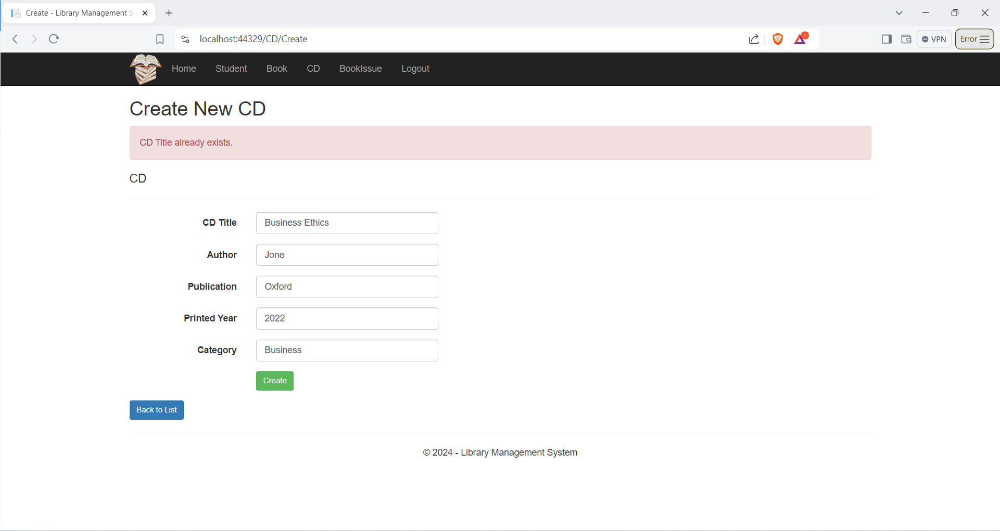 Create - Library Management S
localhost:44329/CD/Create
1
VPN
Error
Home Student Book CD BookIssue Logout
Create New CD
CD Title already exists.
CD
CD Title Business Ethics
Author Jone
Publication Oxford
Printed Year 2022
Category Business
Create
Back to List
© 2024 - Library Management System